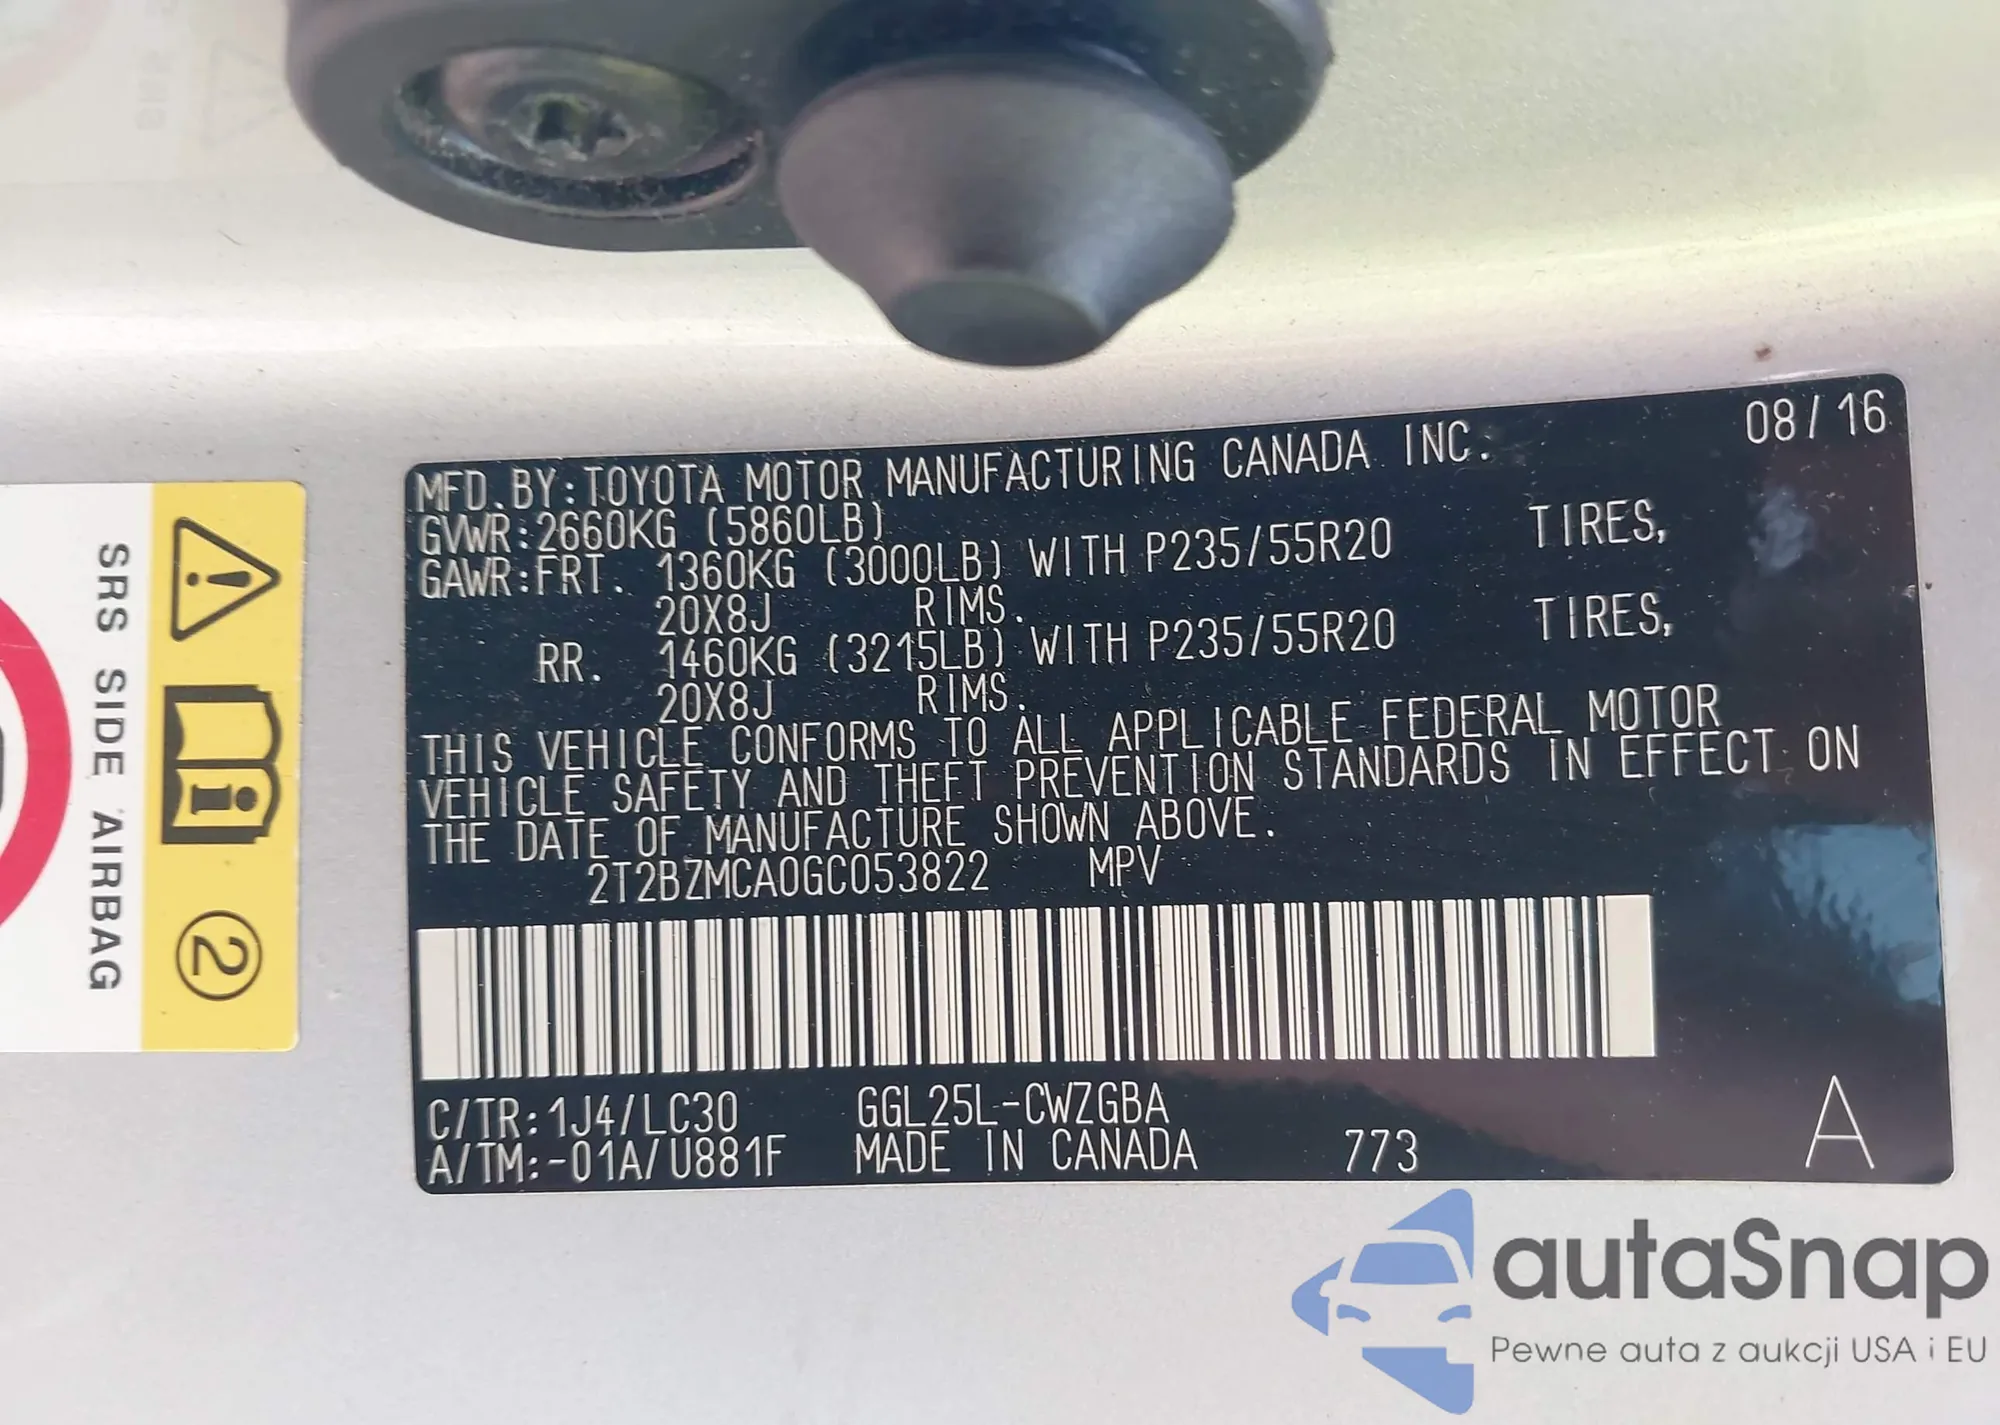 MFD.BY:TOYOTA MOTOR MANUFACTURING CANADA INC. 08/16
GVWR:2660KG (5860LB)
GAWR:FRT. 1360KG (3000LB) WITH P235/55R20 TIRES,
20X8J RIMS.
RR. 1460KG (3215LB) WITH P235/55R20 TIRES,
20X8J RIMS.
THIS VEHICLE CONFORMS TO ALL APPLICABLE FEDERAL MOTOR
VEHICLE SAFETY AND THEFT PREVENTION STANDARDS IN EFFECT ON
THE DATE OF MANUFACTURE SHOWN ABOVE.
2T2BZMCA0GC053822 MPV
C/TR:1J4/LC30 GGL25L-CWZGBA
A/TM:-01A/U881F MADE IN CANADA 773 A
SRS SIDE AIRBAG
2
autaSnap
Pewne auta z aukcji USA i EU